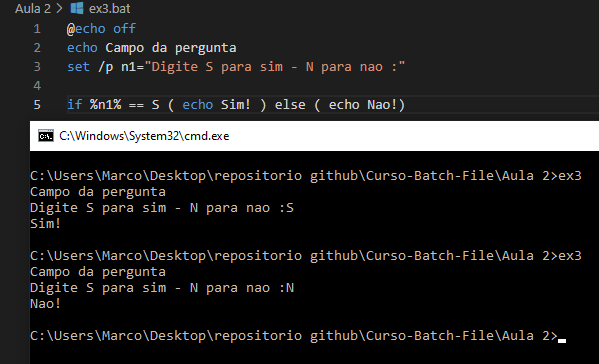 Aula 2 > ex3.bat
1 @echo off
2 echo Campo da pergunta
3 set /p n1="Digite S para sim - N para nao :"
4
5 if %n1% == S ( echo Sim! ) else ( echo Nao!)
C:\Windows\System32\cmd.exe
C:\Users\Marco\Desktop\repositorio github\Curso-Batch-File\Aula 2>ex3
Campo da pergunta
Digite S para sim - N para nao :S
Sim!
C:\Users\Marco\Desktop\repositorio github\Curso-Batch-File\Aula 2>ex3
Campo da pergunta
Digite S para sim - N para nao :N
Nao!
C:\Users\Marco\Desktop\repositorio github\Curso-Batch-File\Aula 2>